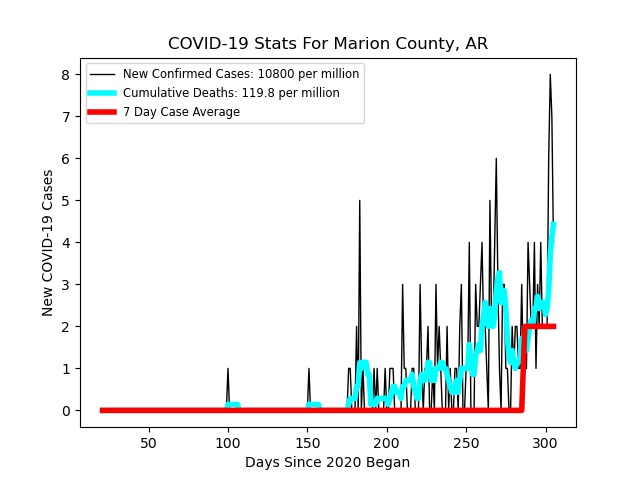 COVID-19 Stats For Marion County, AR
New Confirmed Cases: 10800 per million
Cumulative Deaths: 119.8 per million
7 Day Case Average
New COVID-19 Cases
8
7
6
5
4
3
2
1
0
50 100 150 200 250 300
Days Since 2020 Began